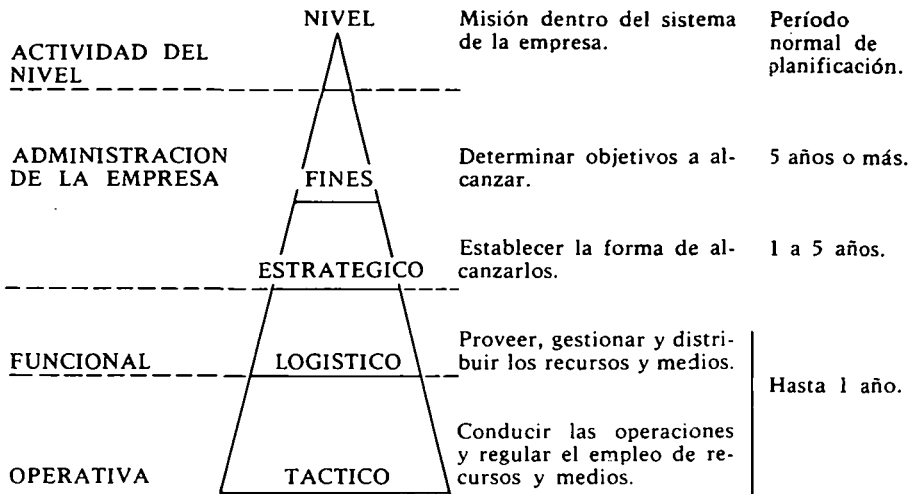 NIVEL
Misión dentro del sistema
de la empresa.
Período
normal de
planificación.
ACTIVIDAD DEL
NIVEL
ADMINISTRACION
DE LA EMPRESA
FINES
Determinar objetivos a al-
canzar.
5 años o más.
ESTRATEGICO
Establecer la forma de al-
canzarlos.
1 a 5 años.
FUNCIONAL
LOGISTICO
Proveer, gestionar y distri-
buir los recursos y medios.
Hasta 1 año.
OPERATIVA
TACTICO
Conducir las operaciones
y regular el empleo de re-
cursos y medios.